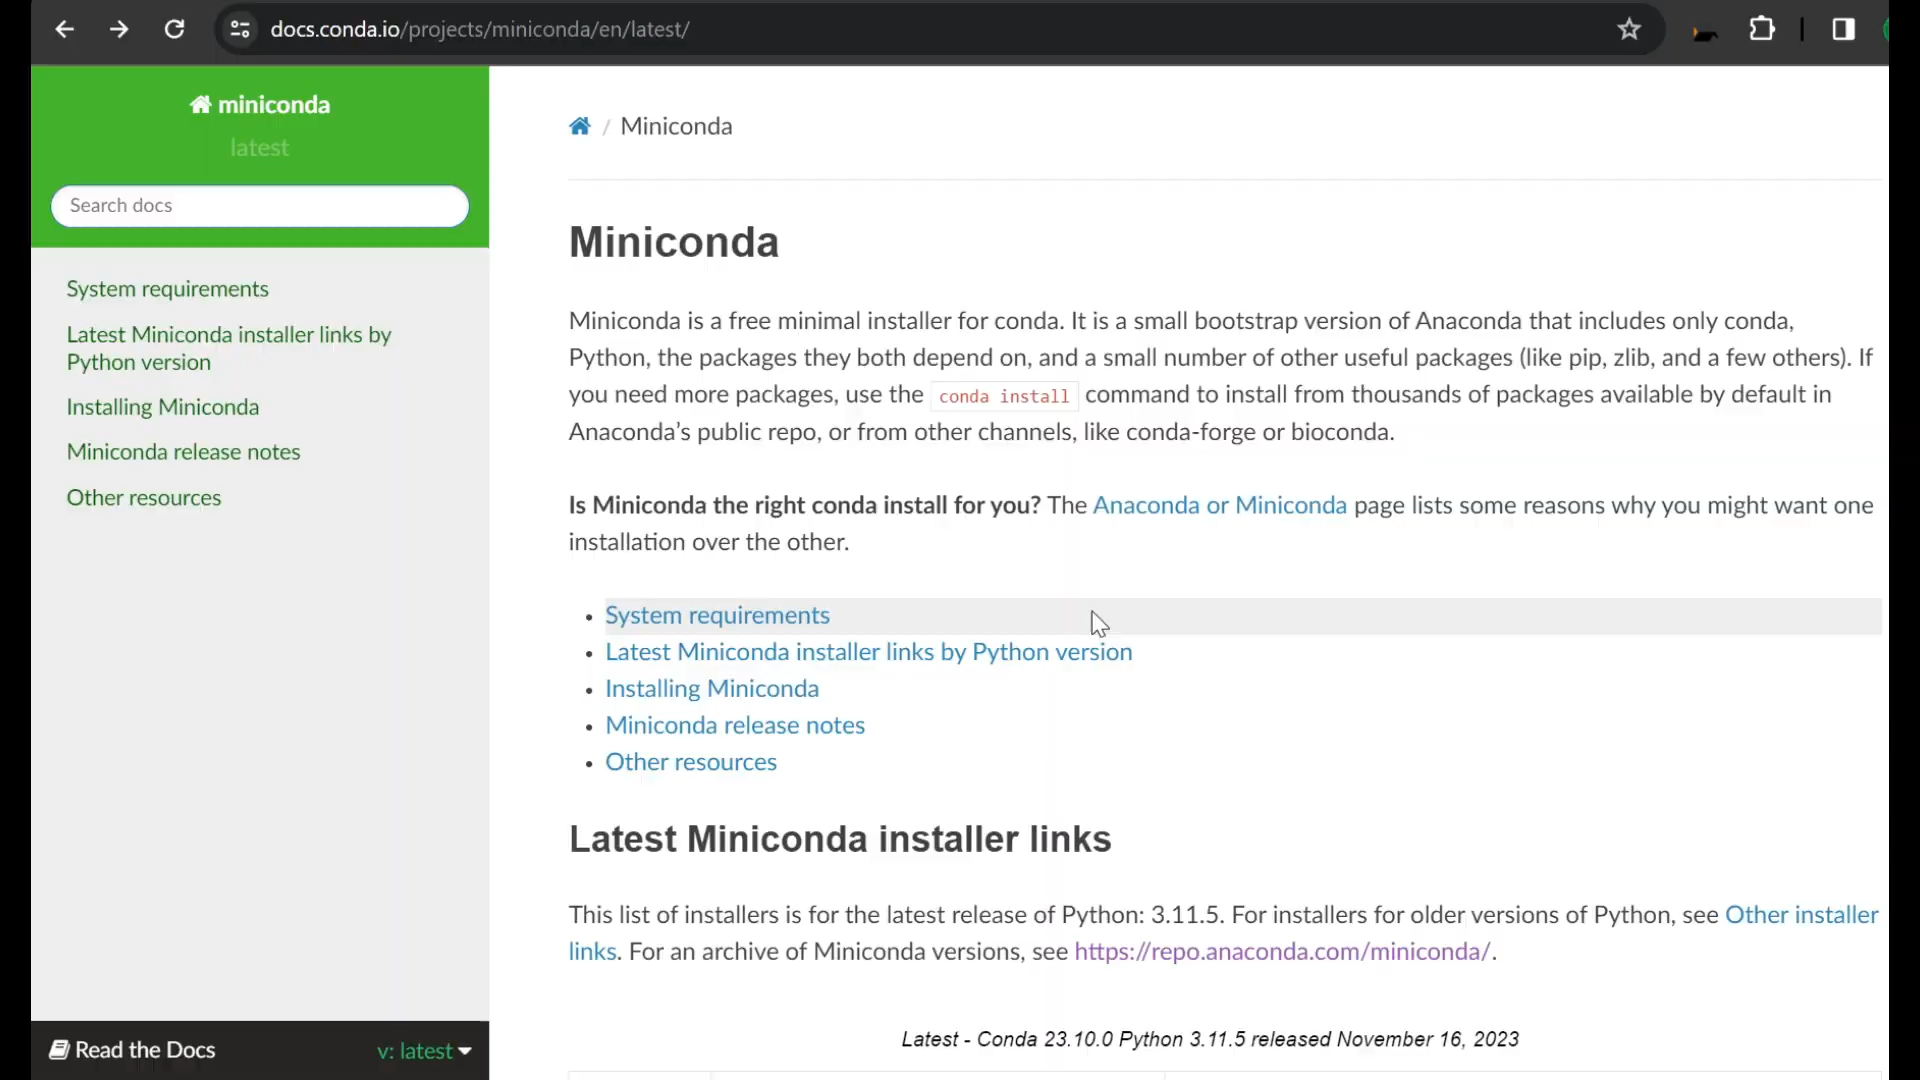 docs.conda.io/projects/miniconda/en/latest/
miniconda
latest
Search docs
System requirements
Latest Miniconda installer links by
Python version
Installing Miniconda
Miniconda release notes
Other resources
Read the Docs
v: latest
/ Miniconda
Miniconda
Miniconda is a free minimal installer for conda. It is a small bootstrap version of Anaconda that includes only conda,
Python, the packages they both depend on, and a small number of other useful packages (like pip, zlib, and a few others). If
you need more packages, use the conda install command to install from thousands of packages available by default in
Anaconda’s public repo, or from other channels, like conda-forge or bioconda.
Is Miniconda the right conda install for you? The Anaconda or Miniconda page lists some reasons why you might want one
installation over the other.
• System requirements
• Latest Miniconda installer links by Python version
• Installing Miniconda
• Miniconda release notes
• Other resources
Latest Miniconda installer links
This list of installers is for the latest release of Python: 3.11.5. For installers for older versions of Python, see Other installer
links. For an archive of Miniconda versions, see https://repo.anaconda.com/miniconda/.
Latest - Conda 23.10.0 Python 3.11.5 released November 16, 2023